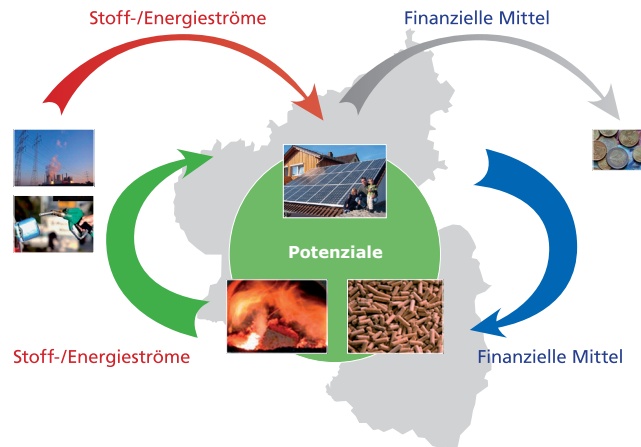 Stoff-/Energieströme
Finanzielle Mittel
Potenziale
Stoff-/Energieströme
Finanzielle Mittel